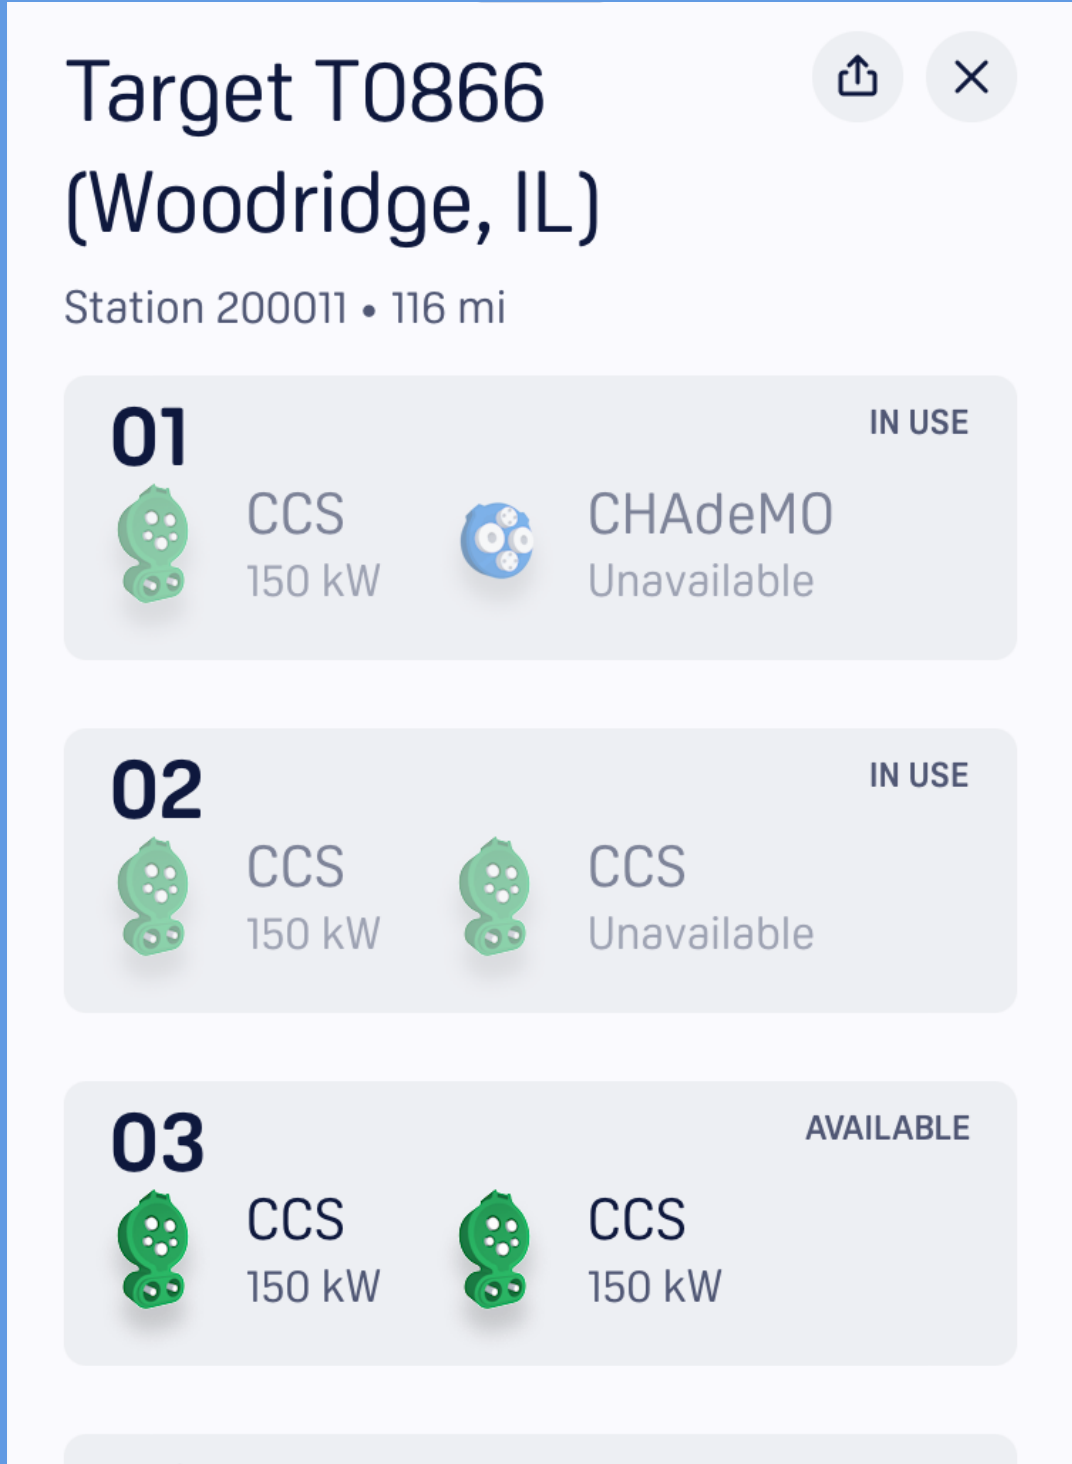 Target T0866
(Woodridge, IL)
Station 200011 • 116 mi
01
IN USE
CCS
150 kW
CHAdeMO
Unavailable
02
IN USE
CCS
150 kW
CCS
Unavailable
03
AVAILABLE
CCS
150 kW
CCS
150 kW